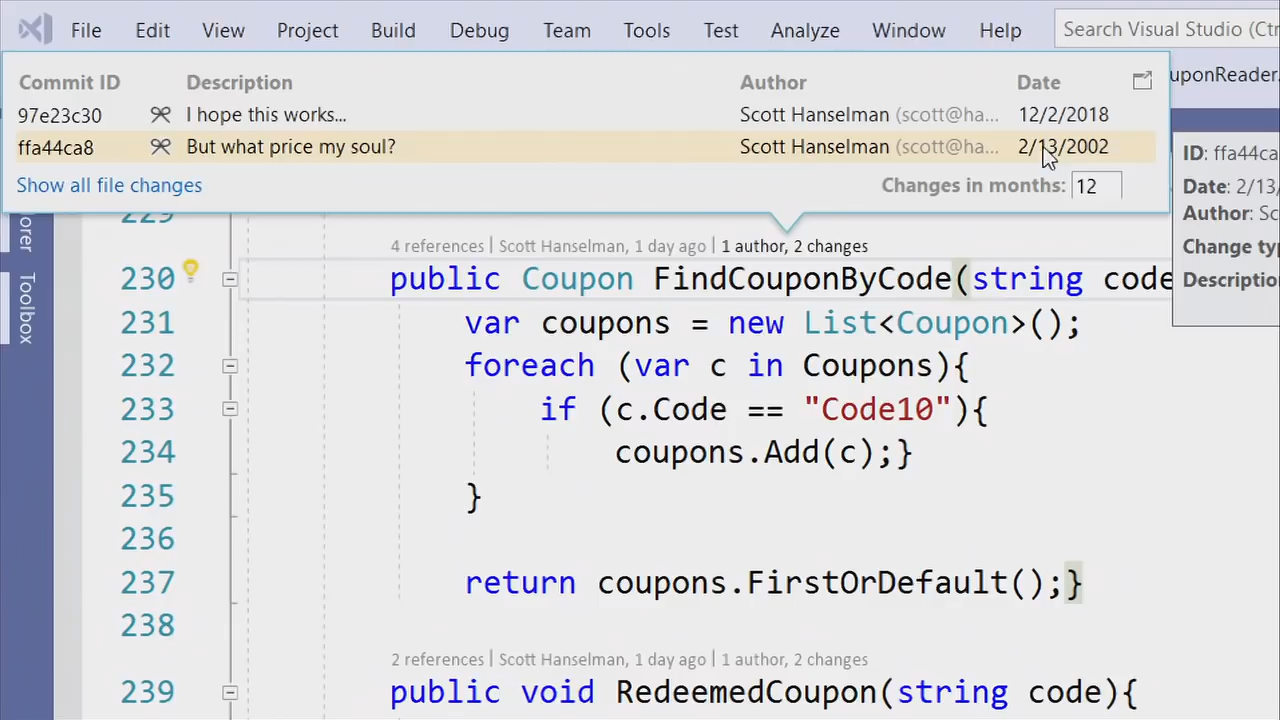 File Edit View Project Build Debug Team Tools Test Analyze Window Help Search Visual Studio (Ctr
Commit ID Description Author Date
uponReader.
97e23c30 I hope this works... Scott Hanselman (scott@ha... 12/2/2018
ffa44ca8 But what price my soul? Scott Hanselman (scott@ha... 2/13/2002
Show all file changes Changes in months: 12
ID: ffa44ca
Date: 2/13/
Author: Sc
Change typ
Descriptio
orer
Toolbox
229
4 references | Scott Hanselman, 1 day ago | 1 author, 2 changes
230 public Coupon FindCouponByCode(string code
231 var coupons = new List<Coupon>();
232 foreach (var c in Coupons){
233 if (c.Code == "Code10"){
234 coupons.Add(c);}
235 }
236
237 return coupons.FirstOrDefault();}
238
2 references | Scott Hanselman, 1 day ago | 1 author, 2 changes
239 public void RedeemedCoupon(string code){